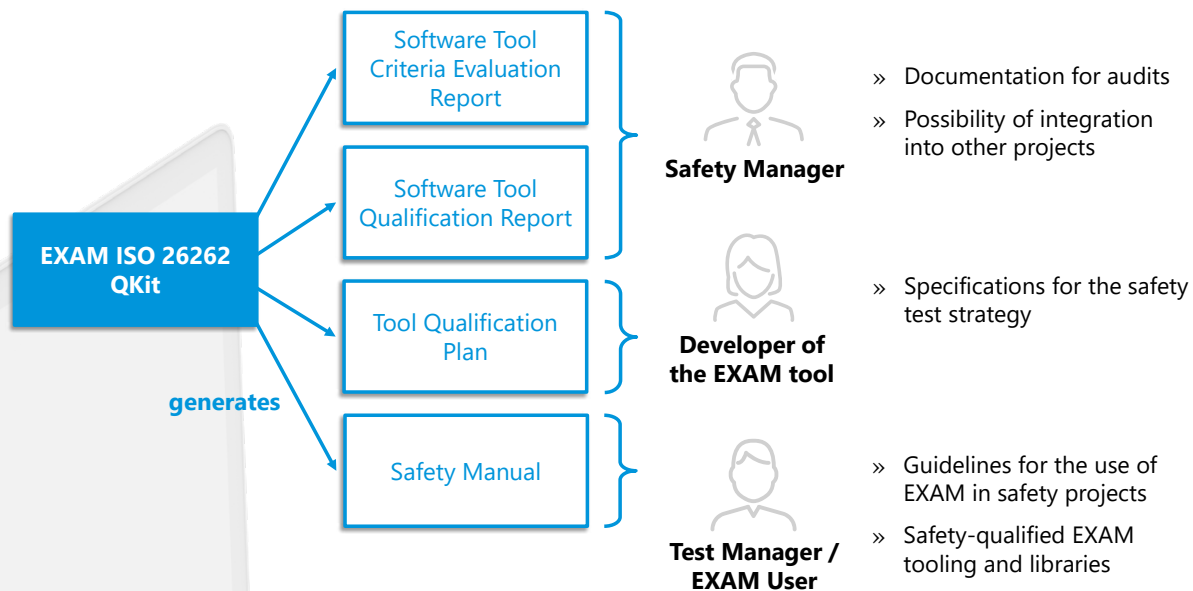 EXAM ISO 26262
QKit
generates
Software Tool
Criteria Evaluation
Report
Software Tool
Qualification Report
Tool Qualification
Plan
Safety Manual
Safety Manager
» Documentation for audits
» Possibility of integration
into other projects
Developer of
the EXAM tool
» Specifications for the safety
test strategy
Test Manager /
EXAM User
» Guidelines for the use of
EXAM in safety projects
» Safety-qualified EXAM
tooling and libraries